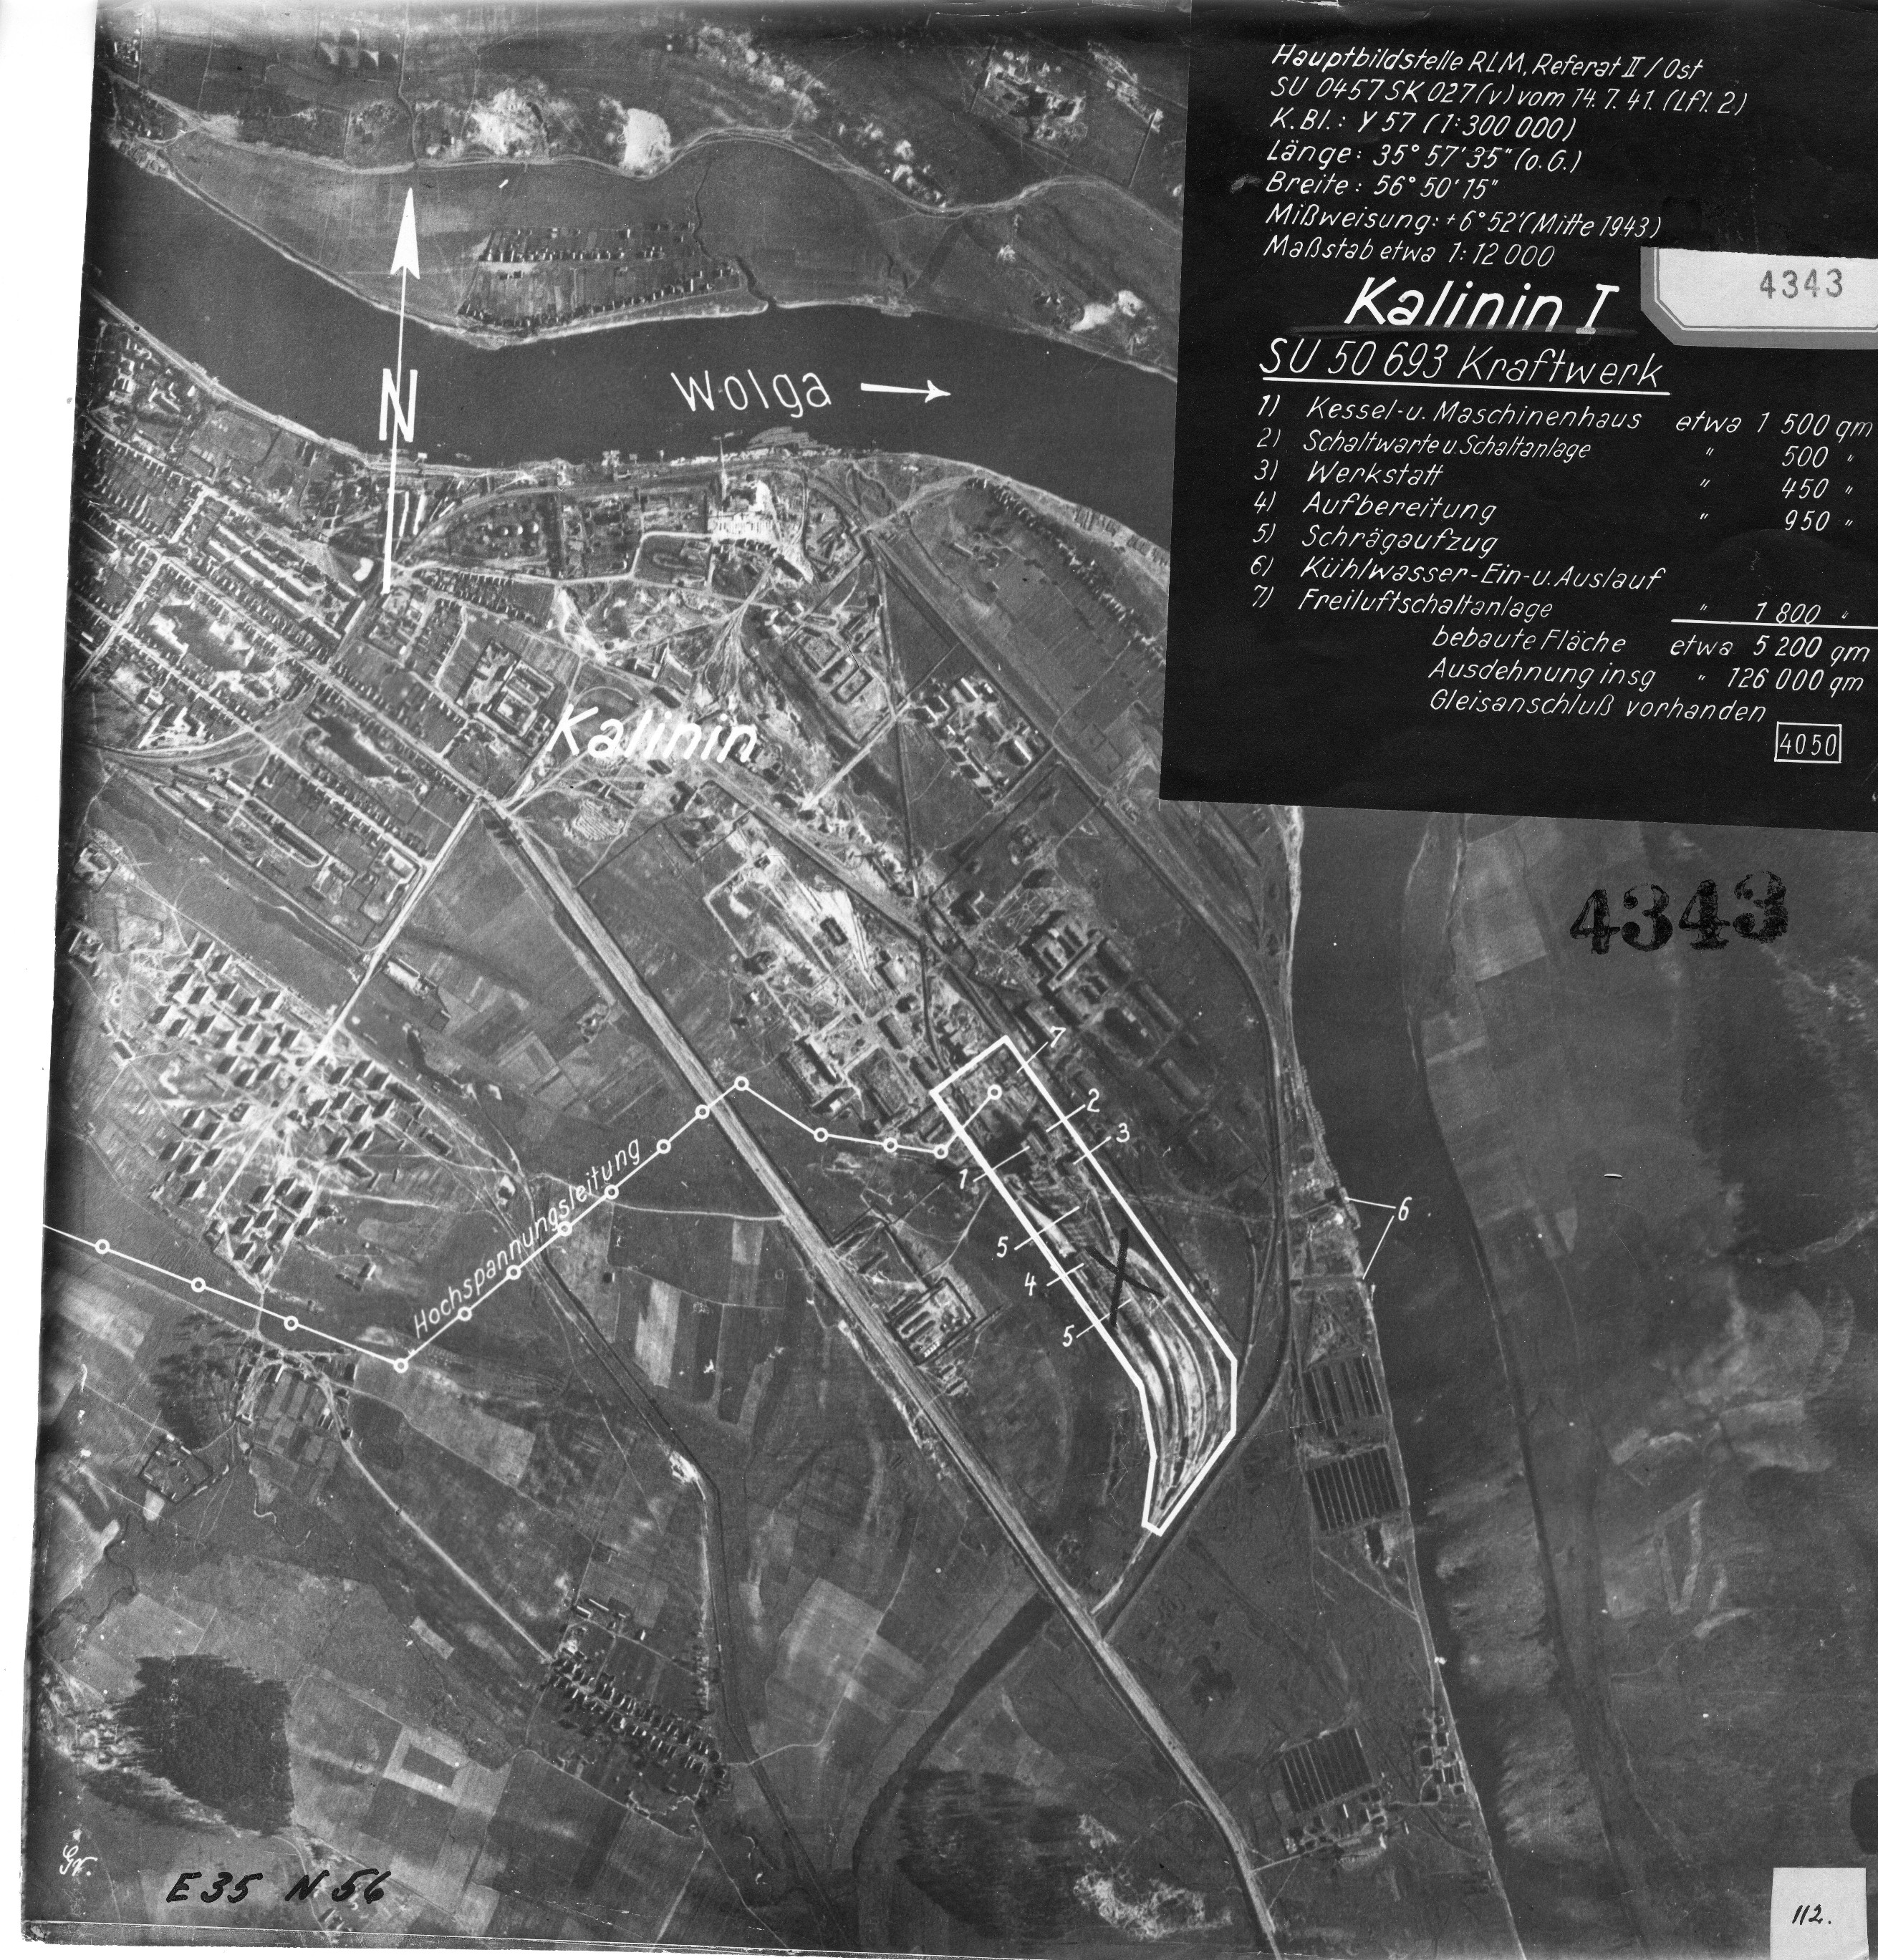 Hauptbildstelle RLM, Referat II / Ost
SU 0457 SK 027 (v) vom 14. 7. 41. (Lfl. 2)
K. Bl.: Y 57 (1:300 000)
Länge: 35° 57' 35" (o. G.)
Breite: 56° 50' 15"
Mißweisung: + 6° 52' (Mitte 1943)
Maßstab etwa 1:12 000
4343
Kalinin I
SU 50 693 Kraftwerk
1) Kessel- u. Maschinenhaus etwa 1 500 qm
2) Schaltwarte u. Schaltanlage " 500 "
3) Werkstatt " 450 "
4) Aufbereitung " 950 "
5) Schrägaufzug
6) Kühlwasser-Ein- u. Auslauf
7) Freiluftschaltanlage " 1 800 "
bebaute Fläche etwa 5 200 qm
Ausdehnung insg " 126 000 qm
Gleisanschluß vorhanden
4050
N
Wolga
Kalinin
4343
7
2
3
1
6
5
4
5
Hochspannungsleitung
Gr.
E 35 N 56
112.